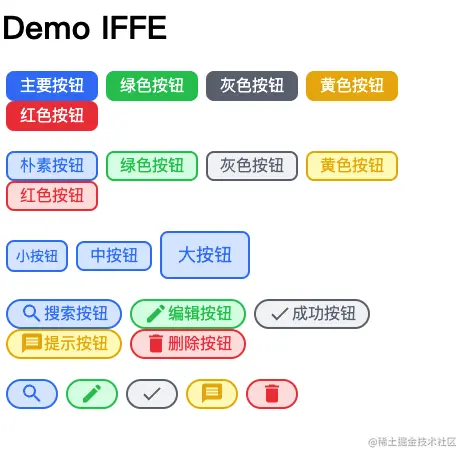 Demo IFFE
主要按钮 绿色按钮 灰色按钮 黄色按钮
红色按钮
朴素按钮 绿色按钮 灰色按钮 黄色按钮
红色按钮
小按钮 中按钮 大按钮
搜索按钮 编辑按钮 成功按钮
提示按钮 删除按钮
@稀土掘金技术社区